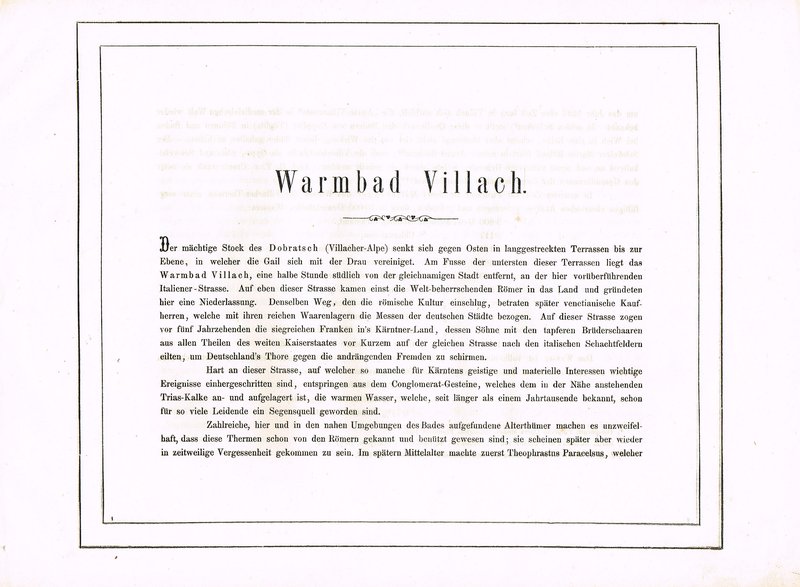 Warmbad Villach.
Der mächtige Stock des Dobratsch (Villacher-Alpe) senkt sich gegen Osten in langgestreckten Terrassen bis zur
Ebene, in welcher die Gail sich mit der Drau vereiniget. Am Fusse der untersten dieser Terrassen liegt das
Warmbad Villach, eine halbe Stunde südlich von der gleichnamigen Stadt entfernt, an der hier vorüberführenden
Italiener-Strasse. Auf eben dieser Strasse kamen einst die Welt-beherrschenden Römer in das Land und gründeten
hier eine Niederlassung. Denselben Weg, den die römische Kultur einschlug, betraten später venetianische Kauf-
herren, welche mit ihren reichen Waarenlagern die Messen der deutschen Städte bezogen. Auf dieser Strasse zogen
vor fünf Jahrzehenden die siegreichen Franken in's Kärntner-Land, dessen Söhne mit den tapferen Brüderschaaren
aus allen Theilen des weiten Kaiserstaates vor Kurzem auf der gleichen Strasse nach den italischen Schachtfeldern
eilten, um Deutschland's Thore gegen die andrängenden Fremden zu schirmen.
Hart an dieser Strasse, auf welcher so manche für Kärntens geistige und materielle Interessen wichtige
Ereignisse einhergeschritten sind, entspringen aus dem Conglomerat-Gesteine, welches dem in der Nähe anstehenden
Trias-Kalke an- und aufgelagert ist, die warmen Wasser, welche, seit länger als einem Jahrtausende bekannt, schon
für so viele Leidende ein Segensquell geworden sind.
Zahlreiche, hier und in den nahen Umgebungen des Bades aufgefundene Alterthümer machen es unzweifel-
haft, dass diese Thermen schon von den Römern gekannt und benützt gewesen sind; sie scheinen später aber wieder
in zeitweilige Vergessenheit gekommen zu sein. Im spätern Mittelalter machte zuerst Theophrastus Paracelsus, welcher